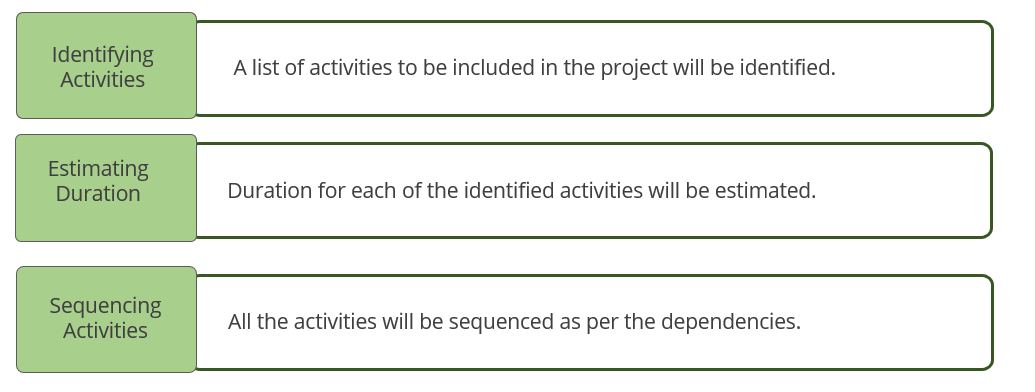 Identifying
Activities
A list of activities to be included in the project will be identified.
Estimating
Duration
Duration for each of the identified activities will be estimated.
Sequencing
Activities
All the activities will be sequenced as per the dependencies.